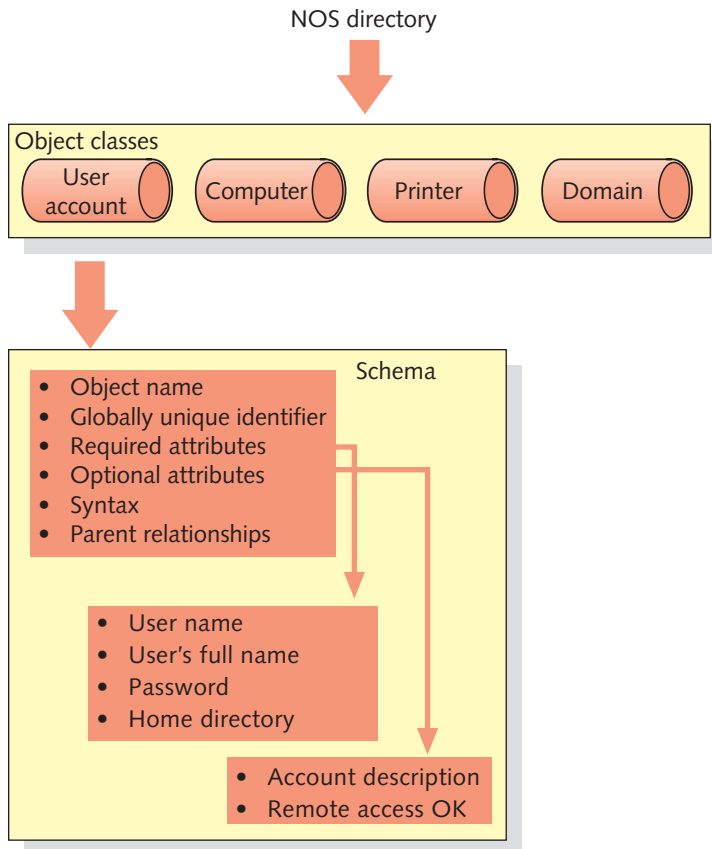 NOS directory
Object classes
User
account
Computer
Printer
Domain
Schema
• Object name
• Globally unique identifier
• Required attributes
• Optional attributes
• Syntax
• Parent relationships
• User name
• User's full name
• Password
• Home directory
• Account description
• Remote access OK